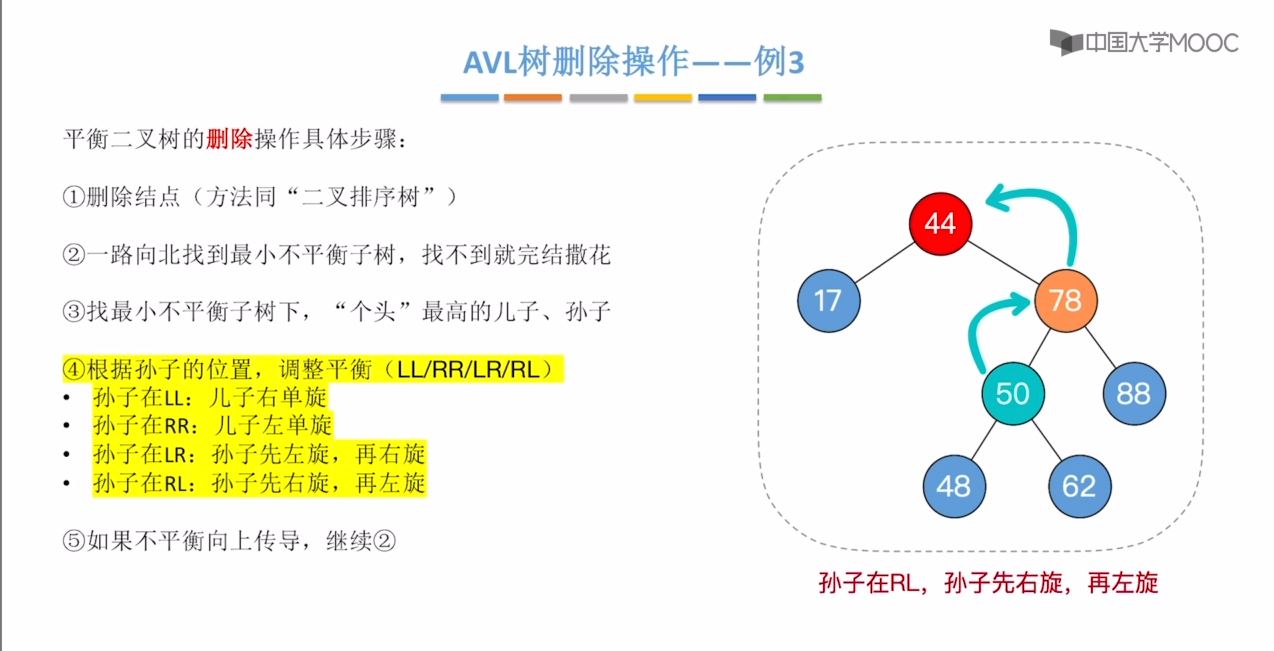 中国大学MOOC
AVL树删除操作——例3
平衡二叉树的删除操作具体步骤：
①删除结点（方法同“二叉排序树”）
②一路向北找到最小不平衡子树，找不到就完结撒花
③找最小不平衡子树下，“个头”最高的儿子、孙子
④根据孙子的位置，调整平衡（LL/RR/LR/RL）
• 孙子在LL：儿子右单旋
• 孙子在RR：儿子左单旋
• 孙子在LR：孙子先左旋，再右旋
• 孙子在RL：孙子先右旋，再左旋
⑤如果不平衡向上传导，继续②
44
17
78
50
88
48
62
孙子在RL，孙子先右旋，再左旋